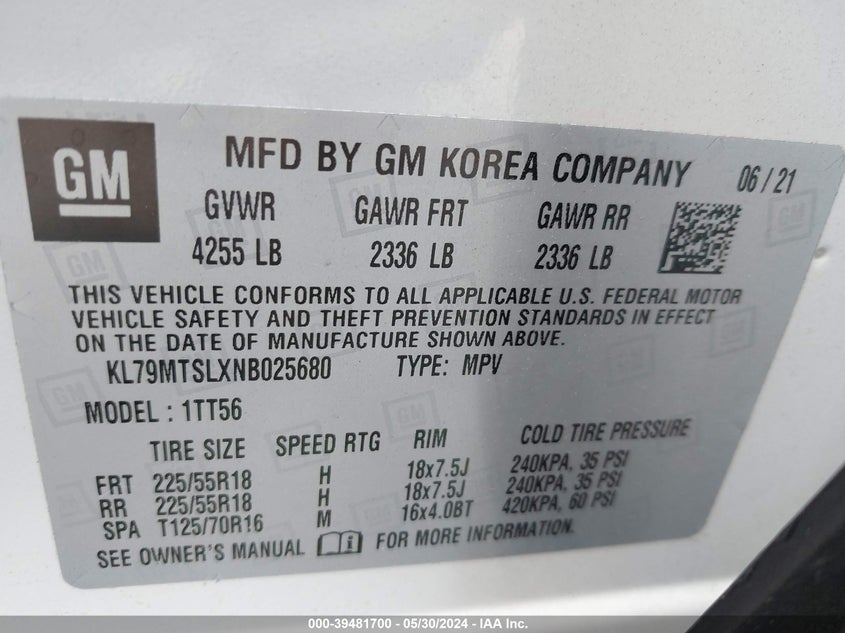 GM
MFD BY GM KOREA COMPANY 06/21
GVWR GAWR FRT GAWR RR
4255 LB 2336 LB 2336 LB
THIS VEHICLE CONFORMS TO ALL APPLICABLE U.S. FEDERAL MOTOR
VEHICLE SAFETY AND THEFT PREVENTION STANDARDS IN EFFECT
ON THE DATE OF MANUFACTURE SHOWN ABOVE.
KL79MTSLXNB025680 TYPE: MPV
MODEL : 1TT56
TIRE SIZE SPEED RTG RIM COLD TIRE PRESSURE
FRT 225/55R18 H 18x7.5J 240KPA, 35 PSI
RR 225/55R18 H 18x7.5J 240KPA, 35 PSI
SPA T125/70R16 M 16x4.0BT 420KPA, 60 PSI
SEE OWNER'S MANUAL FOR MORE INFORMATION.
000-39481700 - 05/30/2024 - IAA Inc.